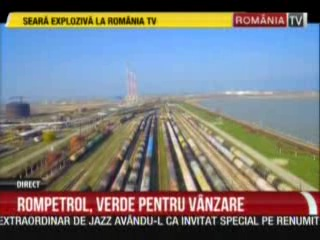 SEARĂ EXPLOZIVĂ LA ROMÂNIA TV
ROMÂNIA TV
DIRECT
ROMPETROL, VERDE PENTRU VÂNZARE
EXTRAORDINAR DE JAZZ AVÂNDU-L CA INVITAT SPECIAL PE RENUMIT